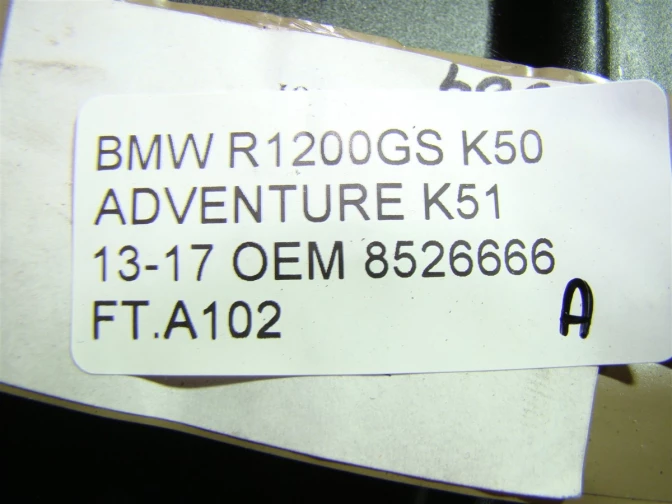 BMW R1200GS K50
ADVENTURE K51
13-17 OEM 8526666
FT.A102
A